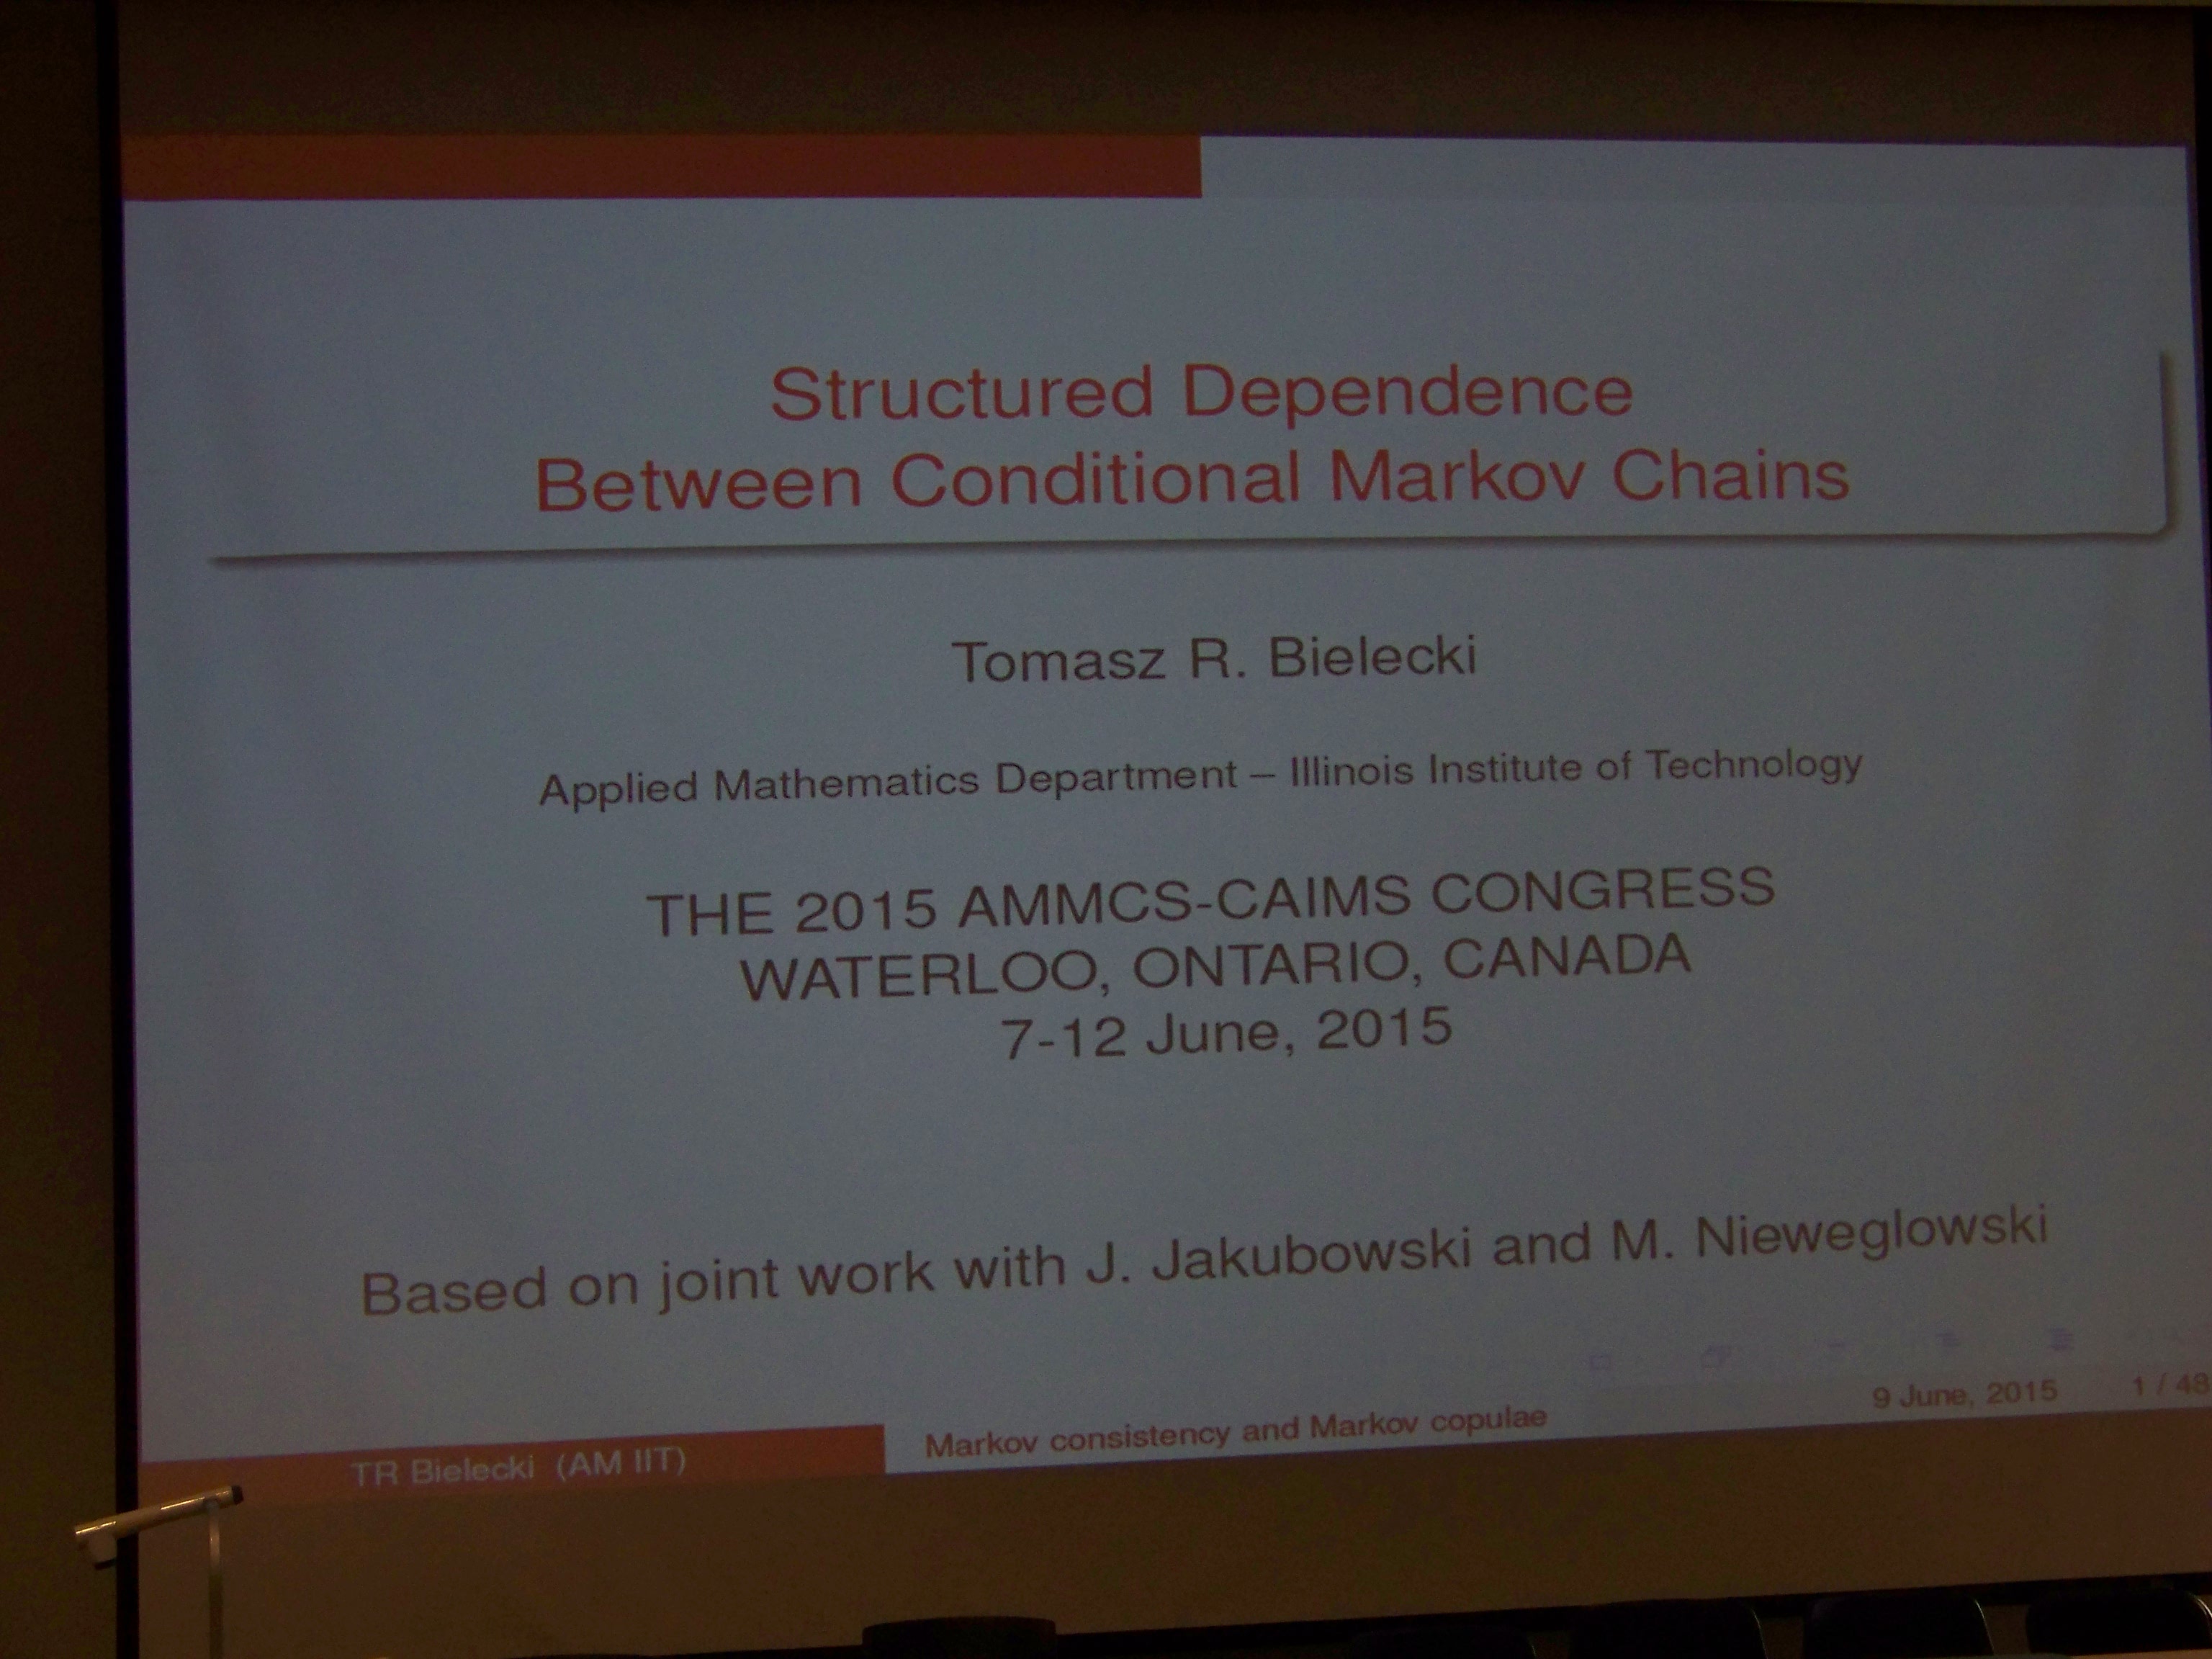 Structured Dependence
Between Conditional Markov Chains
Tomasz R. Bielecki
Applied Mathematics Department – Illinois Institute of Technology
THE 2015 AMMCS-CAIMS CONGRESS
WATERLOO, ONTARIO, CANADA
7-12 June, 2015
Based on joint work with J. Jakubowski and M. Nieweglowski
TR Bielecki (AM IIT) Markov consistency and Markov copulae 9 June, 2015 1 / 48